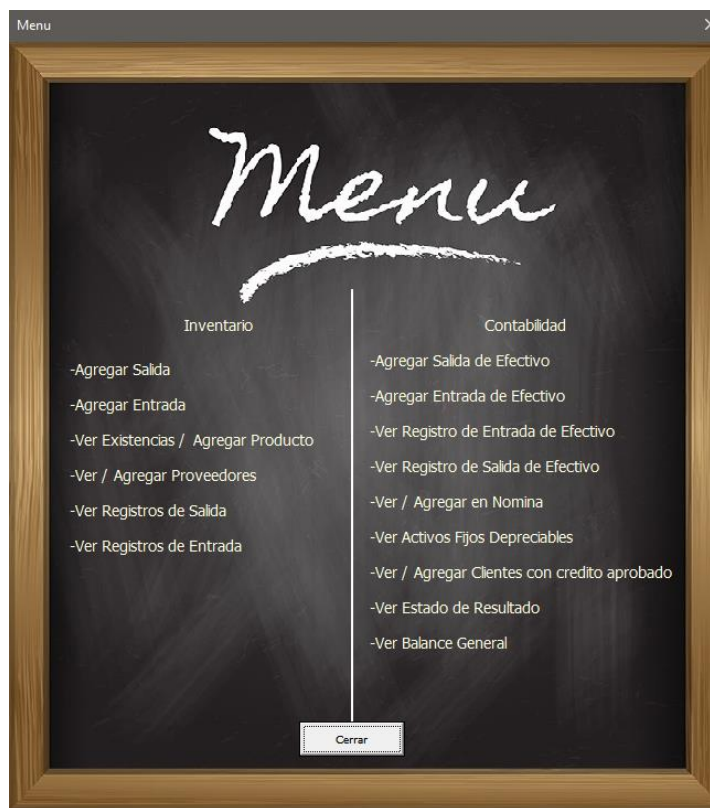 Menu
Menu
Inventario
-Agregar Salida
-Agregar Entrada
-Ver Existencias / Agregar Producto
-Ver / Agregar Proveedores
-Ver Registros de Salida
-Ver Registros de Entrada
Contabilidad
-Agregar Salida de Efectivo
-Agregar Entrada de Efectivo
-Ver Registro de Entrada de Efectivo
-Ver Registro de Salida de Efectivo
-Ver / Agregar en Nomina
-Ver Activos Fijos Depreciables
-Ver / Agregar Clientes con credito aprobado
-Ver Estado de Resultado
-Ver Balance General
Cerrar